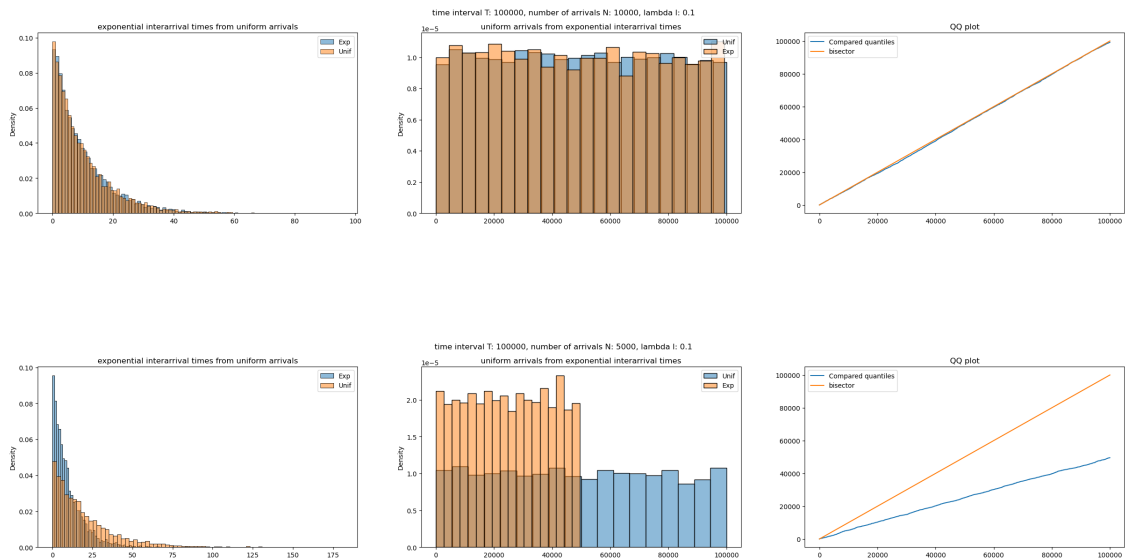 time interval T: 100000, number of arrivals N: 10000, lambda l: 0.1
exponential interarrival times from uniform arrivals
uniform arrivals from exponential interarrival times
QQ plot
1e−5
Exp
Unif
Unif
Exp
Compared quantiles
bisector
Density
0.10
0.08
0.06
0.04
0.02
0.00
0
20
40
60
80
100
Density
1.0
0.8
0.6
0.4
0.2
0.0
0
20000
40000
60000
80000
100000
100000
80000
60000
40000
20000
0
0
20000
40000
60000
80000
100000
time interval T: 100000, number of arrivals N: 5000, lambda l: 0.1
exponential interarrival times from uniform arrivals
uniform arrivals from exponential interarrival times
QQ plot
1e−5
Exp
Unif
Unif
Exp
Compared quantiles
bisector
Density
0.10
0.08
0.06
0.04
0.02
0.00
0
25
50
75
100
125
150
175
Density
2.0
1.5
1.0
0.5
0.0
0
20000
40000
60000
80000
100000
100000
80000
60000
40000
20000
0
0
20000
40000
60000
80000
100000